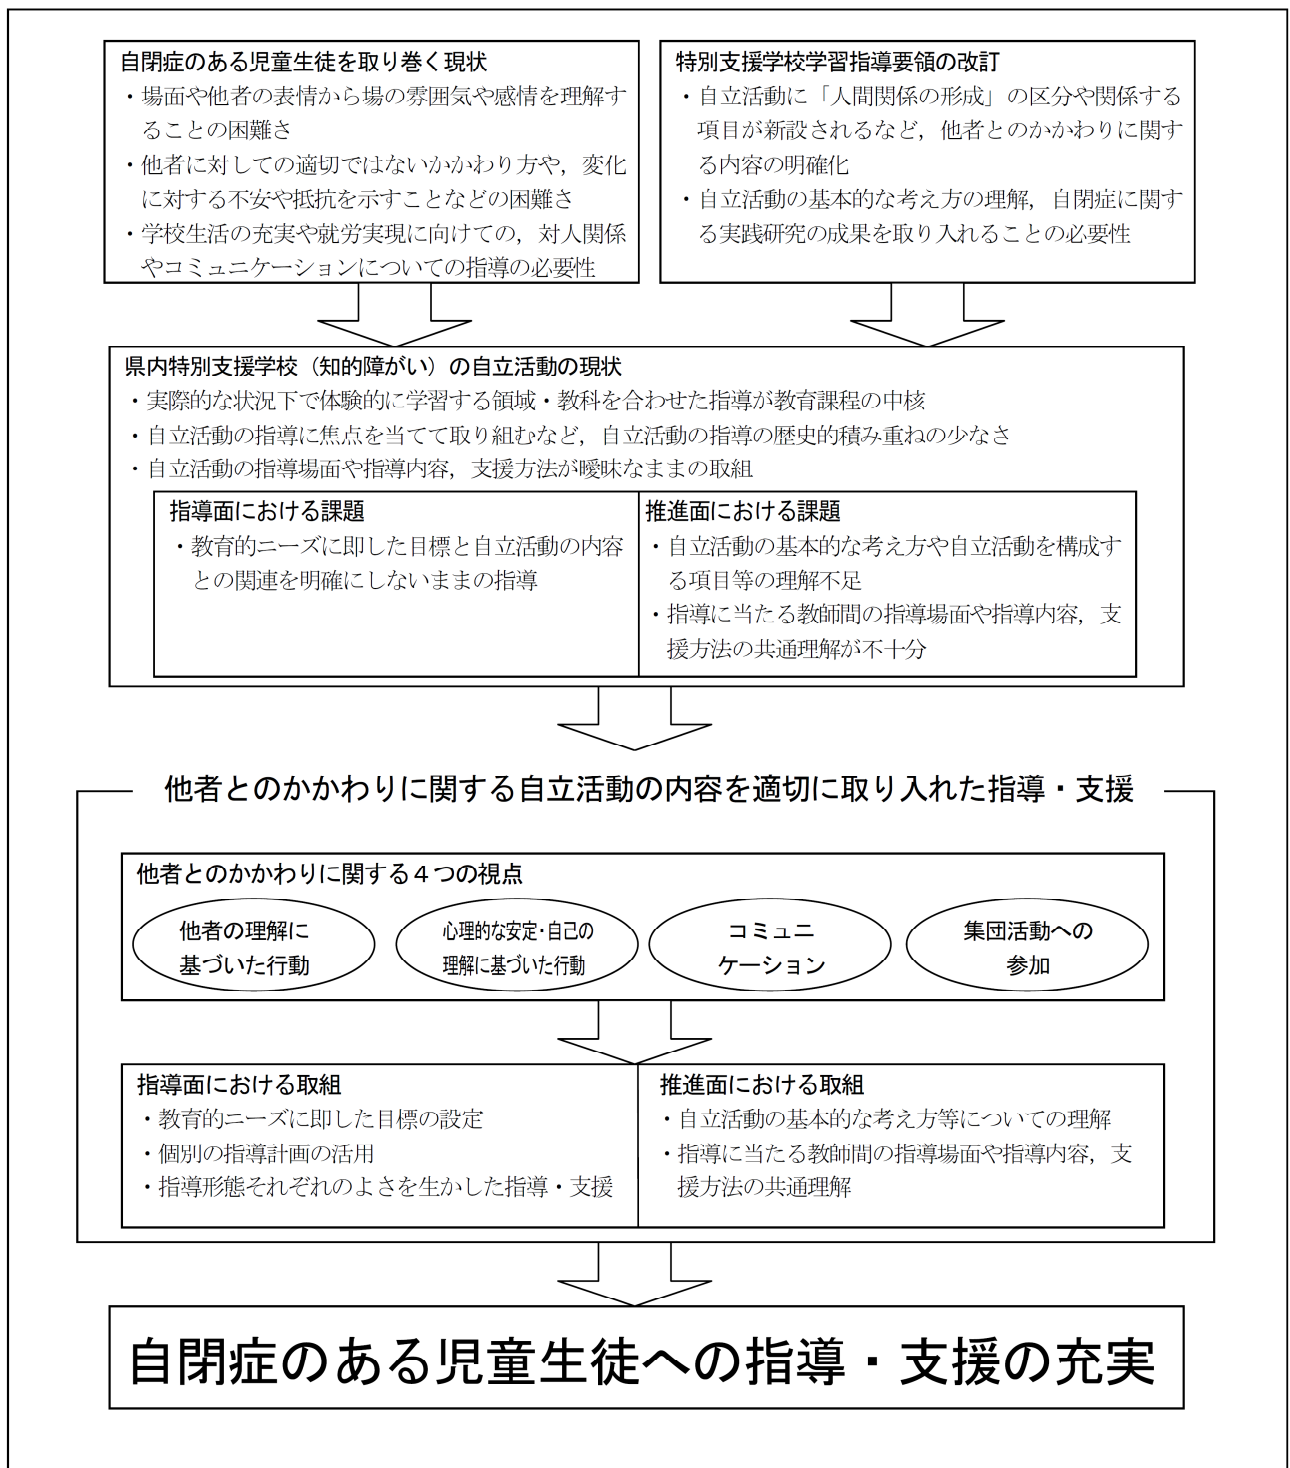 自閉症のある児童生徒を取り巻く現状
・場面や他者の表情から場の雰囲気や感情を理解す
ることの困難さ
・他者に対しての適切ではないかかわり方や，変化
に対する不安や抵抗を示すことなどの困難さ
・学校生活の充実や就労実現に向けての，対人関係
やコミュニケーションについての指導の必要性
特別支援学校学習指導要領の改訂
・自立活動に「人間関係の形成」の区分や関係する
項目が新設されるなど，他者とのかかわりに関す
る内容の明確化
・自立活動の基本的な考え方の理解，自閉症に関す
る実践研究の成果を取り入れることの必要性
県内特別支援学校（知的障がい）の自立活動の現状
・実際的な状況下で体験的に学習する領域・教科を合わせた指導が教育課程の中核
・自立活動の指導に焦点を当てて取り組むなど，自立活動の指導の歴史的積み重ねの少なさ
・自立活動の指導場面や指導内容，支援方法が曖昧なままの取組
指導面における課題
・教育的ニーズに即した目標と自立活動の内容
との関連を明確にしないままの指導
推進面における課題
・自立活動の基本的な考え方や自立活動を構成す
る項目等の理解不足
・指導に当たる教師間の指導場面や指導内容，支
援方法の共通理解が不十分
他者とのかかわりに関する自立活動の内容を適切に取り入れた指導・支援
他者とのかかわりに関する４つの視点
他者の理解に
基づいた行動
心理的な安定・自己の
理解に基づいた行動
コミュニ
ケーション
集団活動への
参加
指導面における取組
・教育的ニーズに即した目標の設定
・個別の指導計画の活用
・指導形態それぞれのよさを生かした指導・支援
推進面における取組
・自立活動の基本的な考え方等についての理解
・指導に当たる教師間の指導場面や指導内容，支
援方法の共通理解
自閉症のある児童生徒への指導・支援の充実